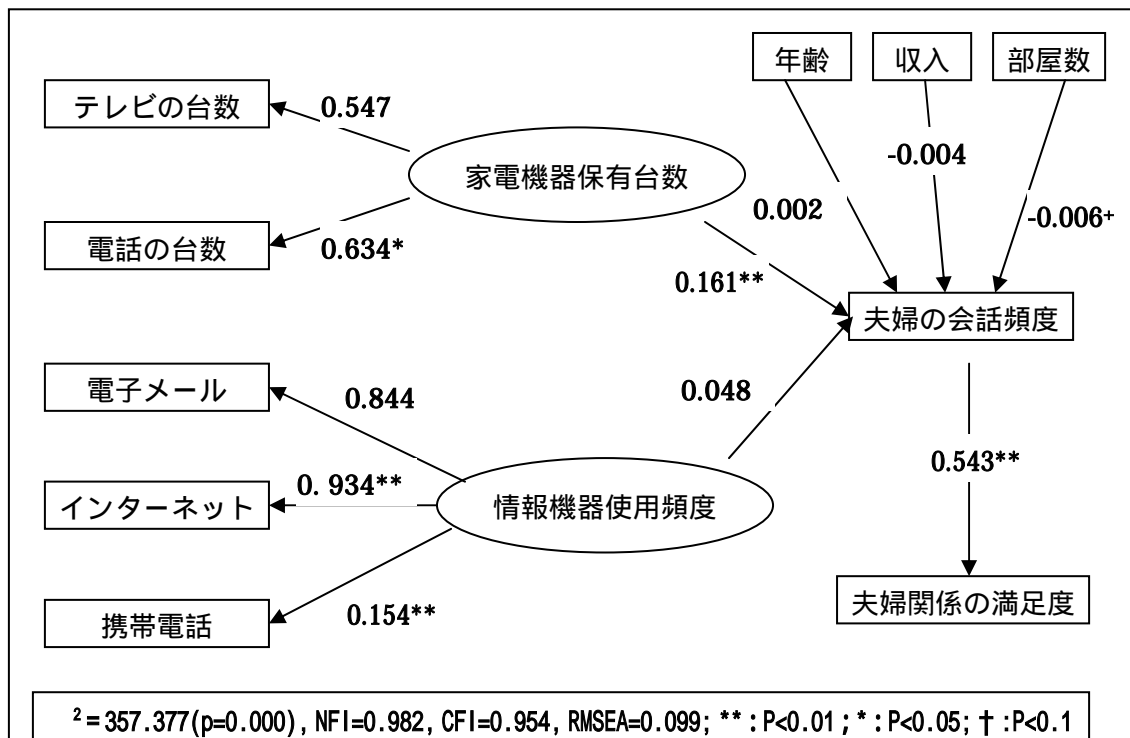 年齢
収入
部屋数
テレビの台数
0.547
家電機器保有台数
-0.004
0.002
-0.006⁺
電話の台数
0.634*
0.161**
夫婦の会話頻度
電子メール
0.844
0.048
0.543**
インターネット
0. 934**
情報機器使用頻度
携帯電話
0.154**
夫婦関係の満足度
² = 357.377(p=0.000), NFI=0.982, CFI=0.954, RMSEA=0.099; **:P<0.01 ; *:P<0.05; †:P<0.1